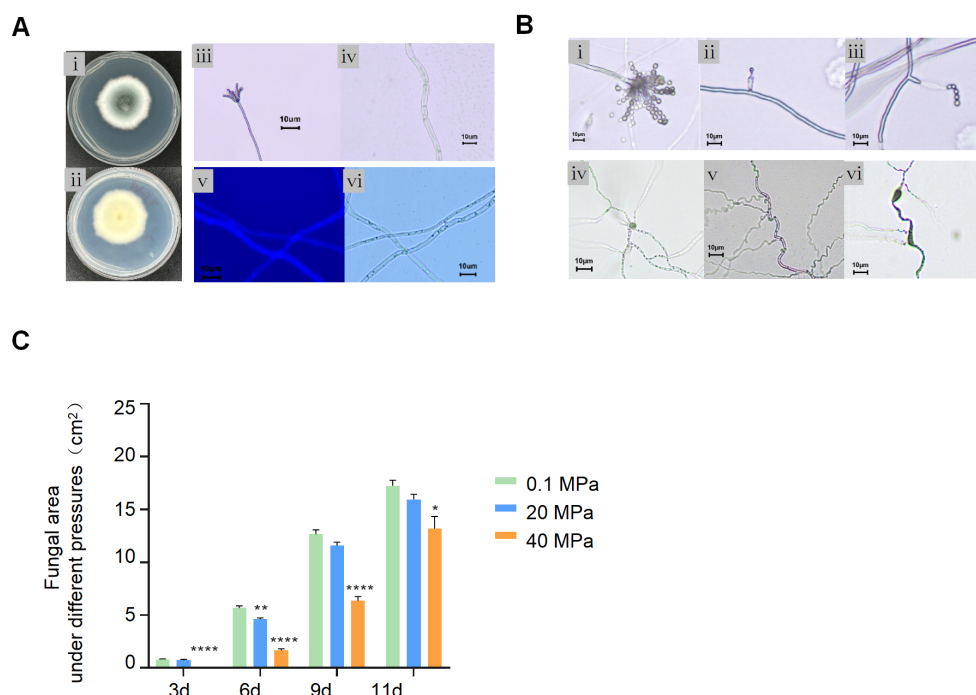 A
i
ii
iii
10um
iv
10um
v
10um
vi
10um
B
i
10μm
ii
10μm
iii
10μm
iv
10μm
v
10μm
vi
10μm
C
Fungal area
under different pressures (cm²)
25
20
15
10
5
0
****
**
****
****
*
3d
6d
9d
11d
0.1 MPa
20 MPa
40 MPa